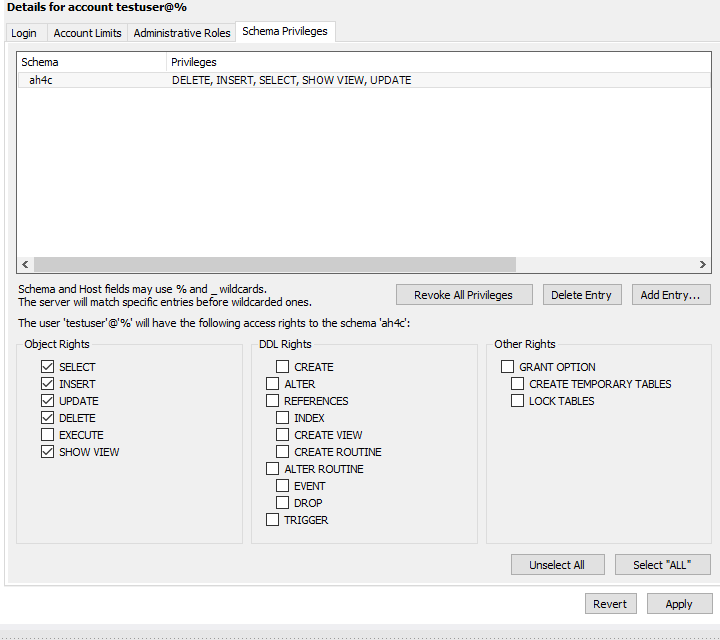 Details for account testuser@%
Login Account Limits Administrative Roles Schema Privileges
Schema Privileges
ah4c DELETE, INSERT, SELECT, SHOW VIEW, UPDATE
Schema and Host fields may use % and _ wildcards.
The server will match specific entries before wildcarded ones.
Revoke All Privileges Delete Entry Add Entry...
The user 'testuser'@'%' will have the following access rights to the schema 'ah4c':
Object Rights
SELECT
INSERT
UPDATE
DELETE
EXECUTE
SHOW VIEW
DDL Rights
CREATE
ALTER
REFERENCES
INDEX
CREATE VIEW
CREATE ROUTINE
ALTER ROUTINE
EVENT
DROP
TRIGGER
Other Rights
GRANT OPTION
CREATE TEMPORARY TABLES
LOCK TABLES
Unselect All Select "ALL"
Revert Apply